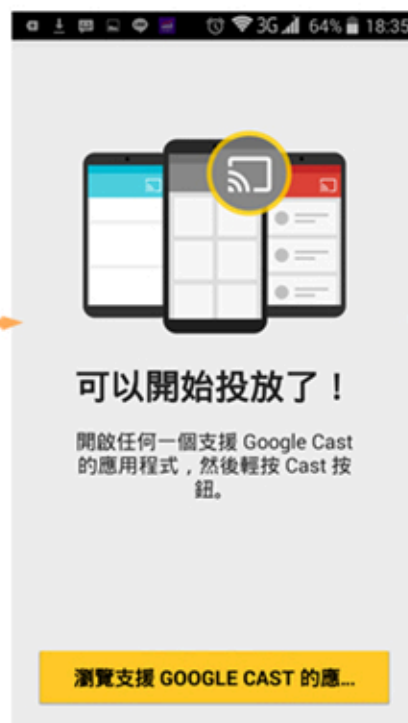 3G 64% 18:35
可以開始投放了！
開啟任何一個支援 Google Cast
的應用程式，然後輕按 Cast 按
鈕。
瀏覽支援 GOOGLE CAST 的應...